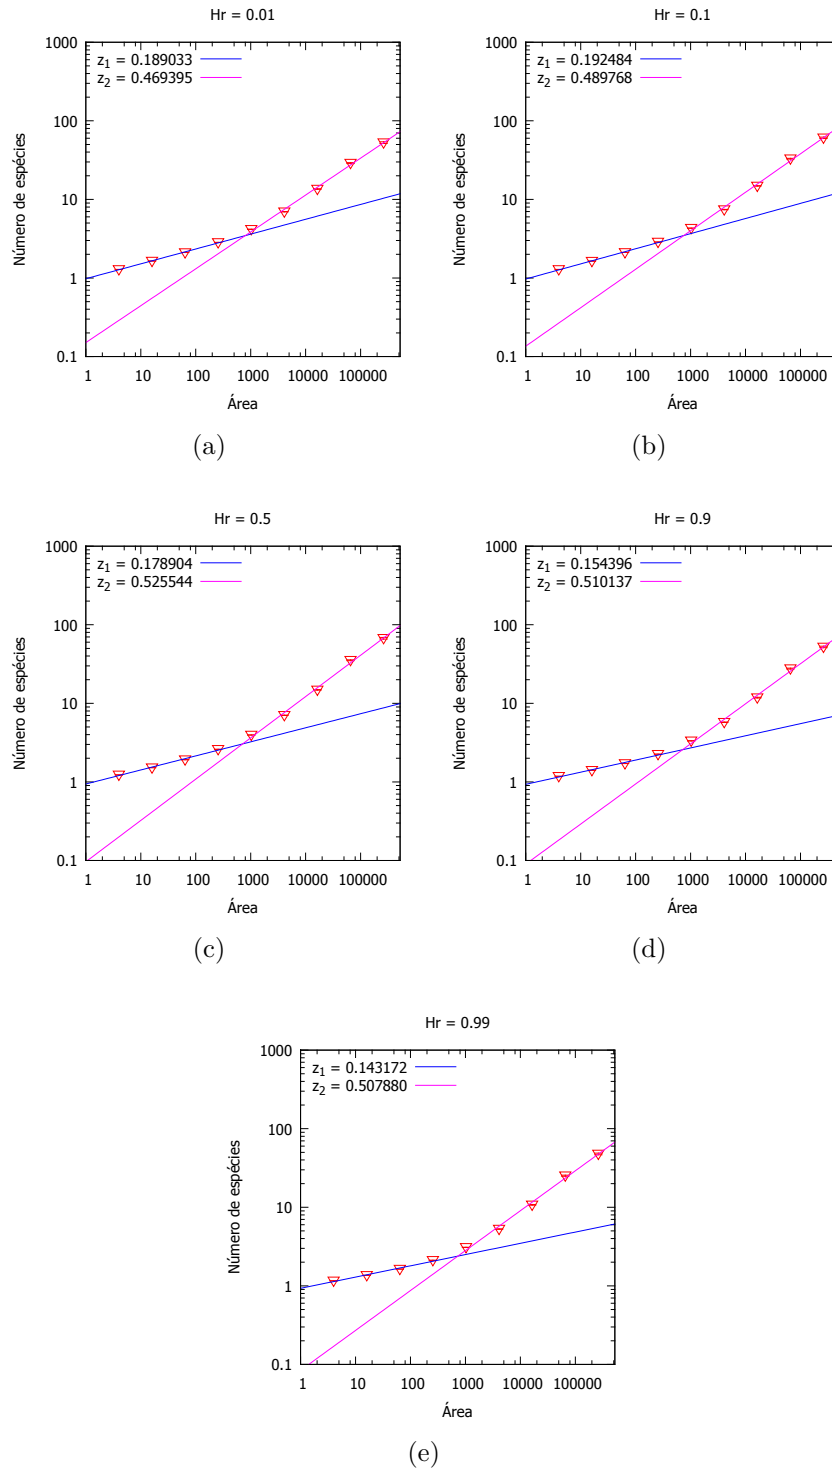 Hr = 0.01
z1 = 0.189033
z2 = 0.469395
1000
100
10
1
0.1
Número de espécies
1 10 100 1000 10000 100000
Área
(a)
Hr = 0.1
z1 = 0.192484
z2 = 0.489768
1000
100
10
1
0.1
Número de espécies
1 10 100 1000 10000 100000
Área
(b)
Hr = 0.5
z1 = 0.178904
z2 = 0.525544
1000
100
10
1
0.1
Número de espécies
1 10 100 1000 10000 100000
Área
(c)
Hr = 0.9
z1 = 0.154396
z2 = 0.510137
1000
100
10
1
0.1
Número de espécies
1 10 100 1000 10000 100000
Área
(d)
Hr = 0.99
z1 = 0.143172
z2 = 0.507880
1000
100
10
1
0.1
Número de espécies
1 10 100 1000 10000 100000
Área
(e)